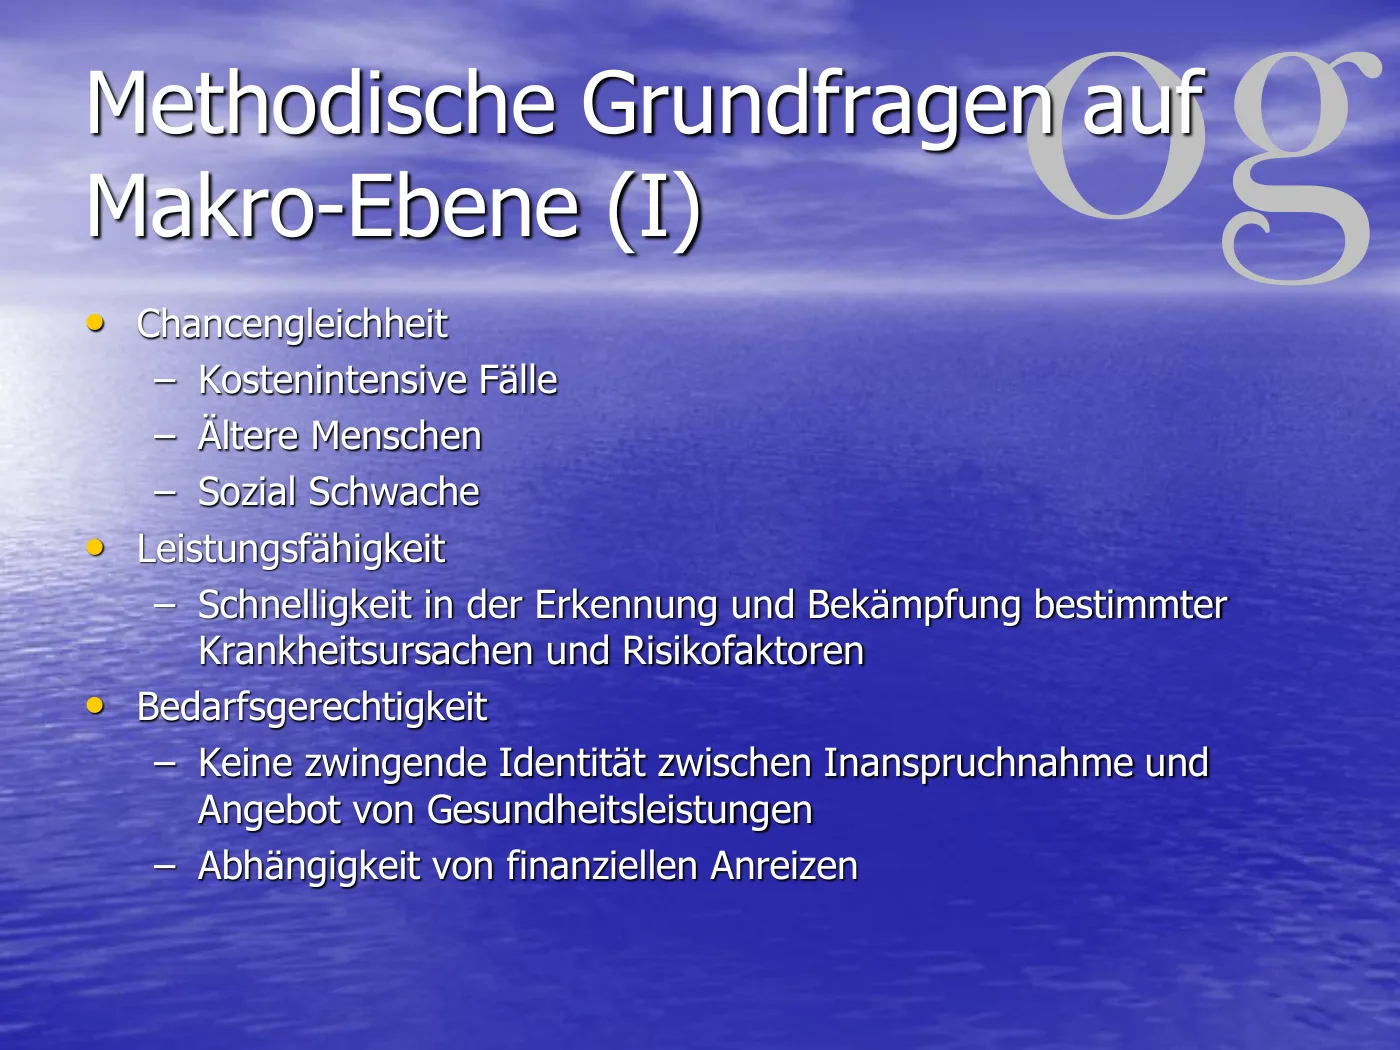 og
Methodische Grundfragen auf
Makro-Ebene (I)
• Chancengleichheit
– Kostenintensive Fälle
– Ältere Menschen
– Sozial Schwache
• Leistungsfähigkeit
– Schnelligkeit in der Erkennung und Bekämpfung bestimmter
Krankheitsursachen und Risikofaktoren
• Bedarfsgerechtigkeit
– Keine zwingende Identität zwischen Inanspruchnahme und
Angebot von Gesundheitsleistungen
– Abhängigkeit von finanziellen Anreizen